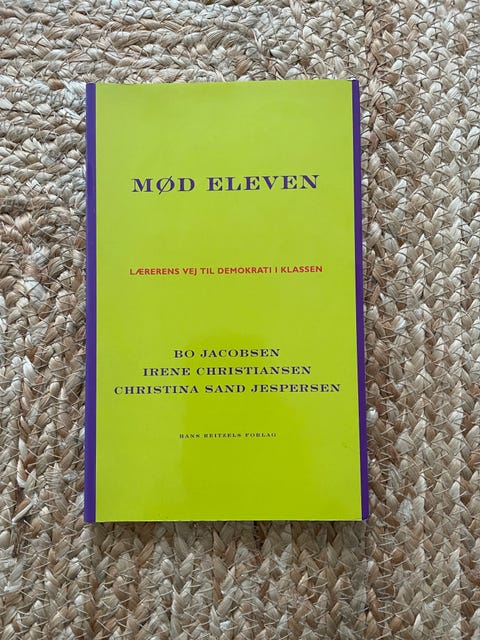 MØD ELEVEN
LÆRERENS VEJ TIL DEMOKRATI I KLASSEN
BO JACOBSEN
IRENE CHRISTIANSEN
CHRISTINA SAND JESPERSEN
HANS REITZELS FORLAG